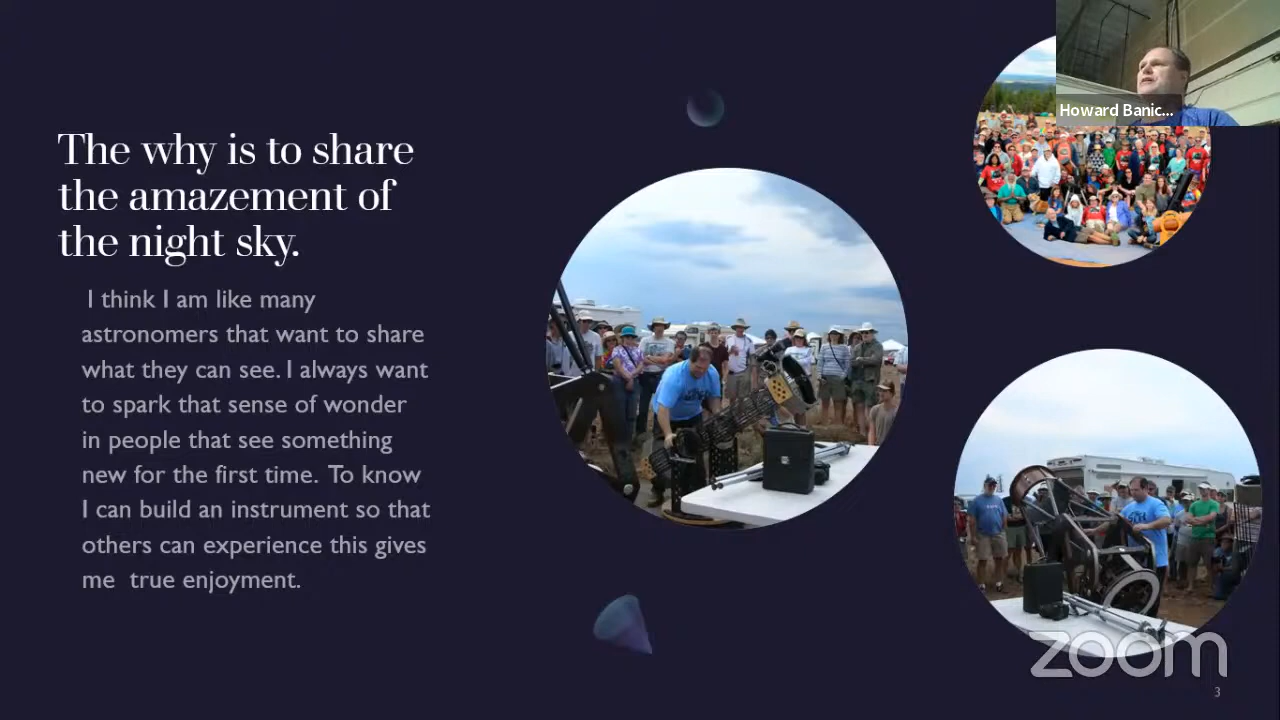 The why is to share
the amazement of
the night sky.
I think I am like many
astronomers that want to share
what they can see. I always want
to spark that sense of wonder
in people that see something
new for the first time.  To know
I can build an instrument so that
others can experience this gives
me  true enjoyment.
Howard Banic...
zoom
3